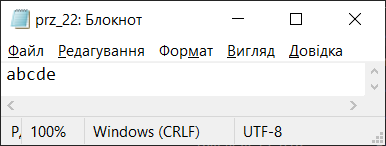 prz_22: Блокнот
Файл Редагування Формат Вигляд Довідка
abcde
Р, 100% Windows (CRLF) UTF-8